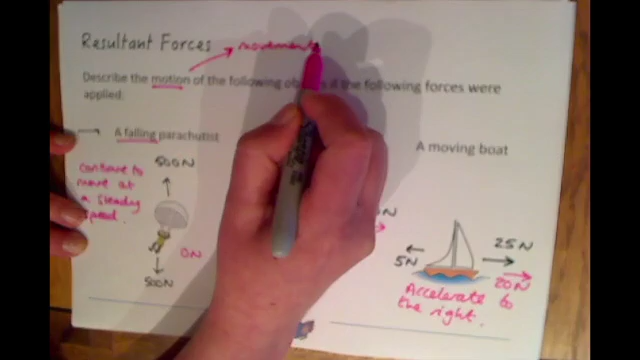 Resultant Forces
movement
Describe the motion of the following if the following forces were
applied:
A falling parachutist
A moving boat
500N
continue to
move at
a steady
speed.
0N
500N
N
5N
25N
20N
Accelerate to
the right.